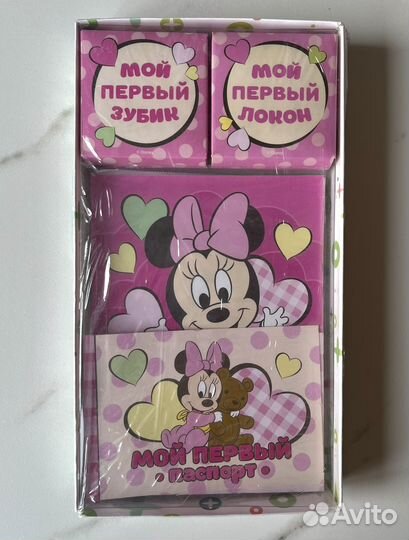 МОЙ
ПЕРВЫЙ
ЗУБИК
МОЙ
ПЕРВЫЙ
ЛОКОН
МОЙ ПЕРВЫЙ
• паспорт •
Avito